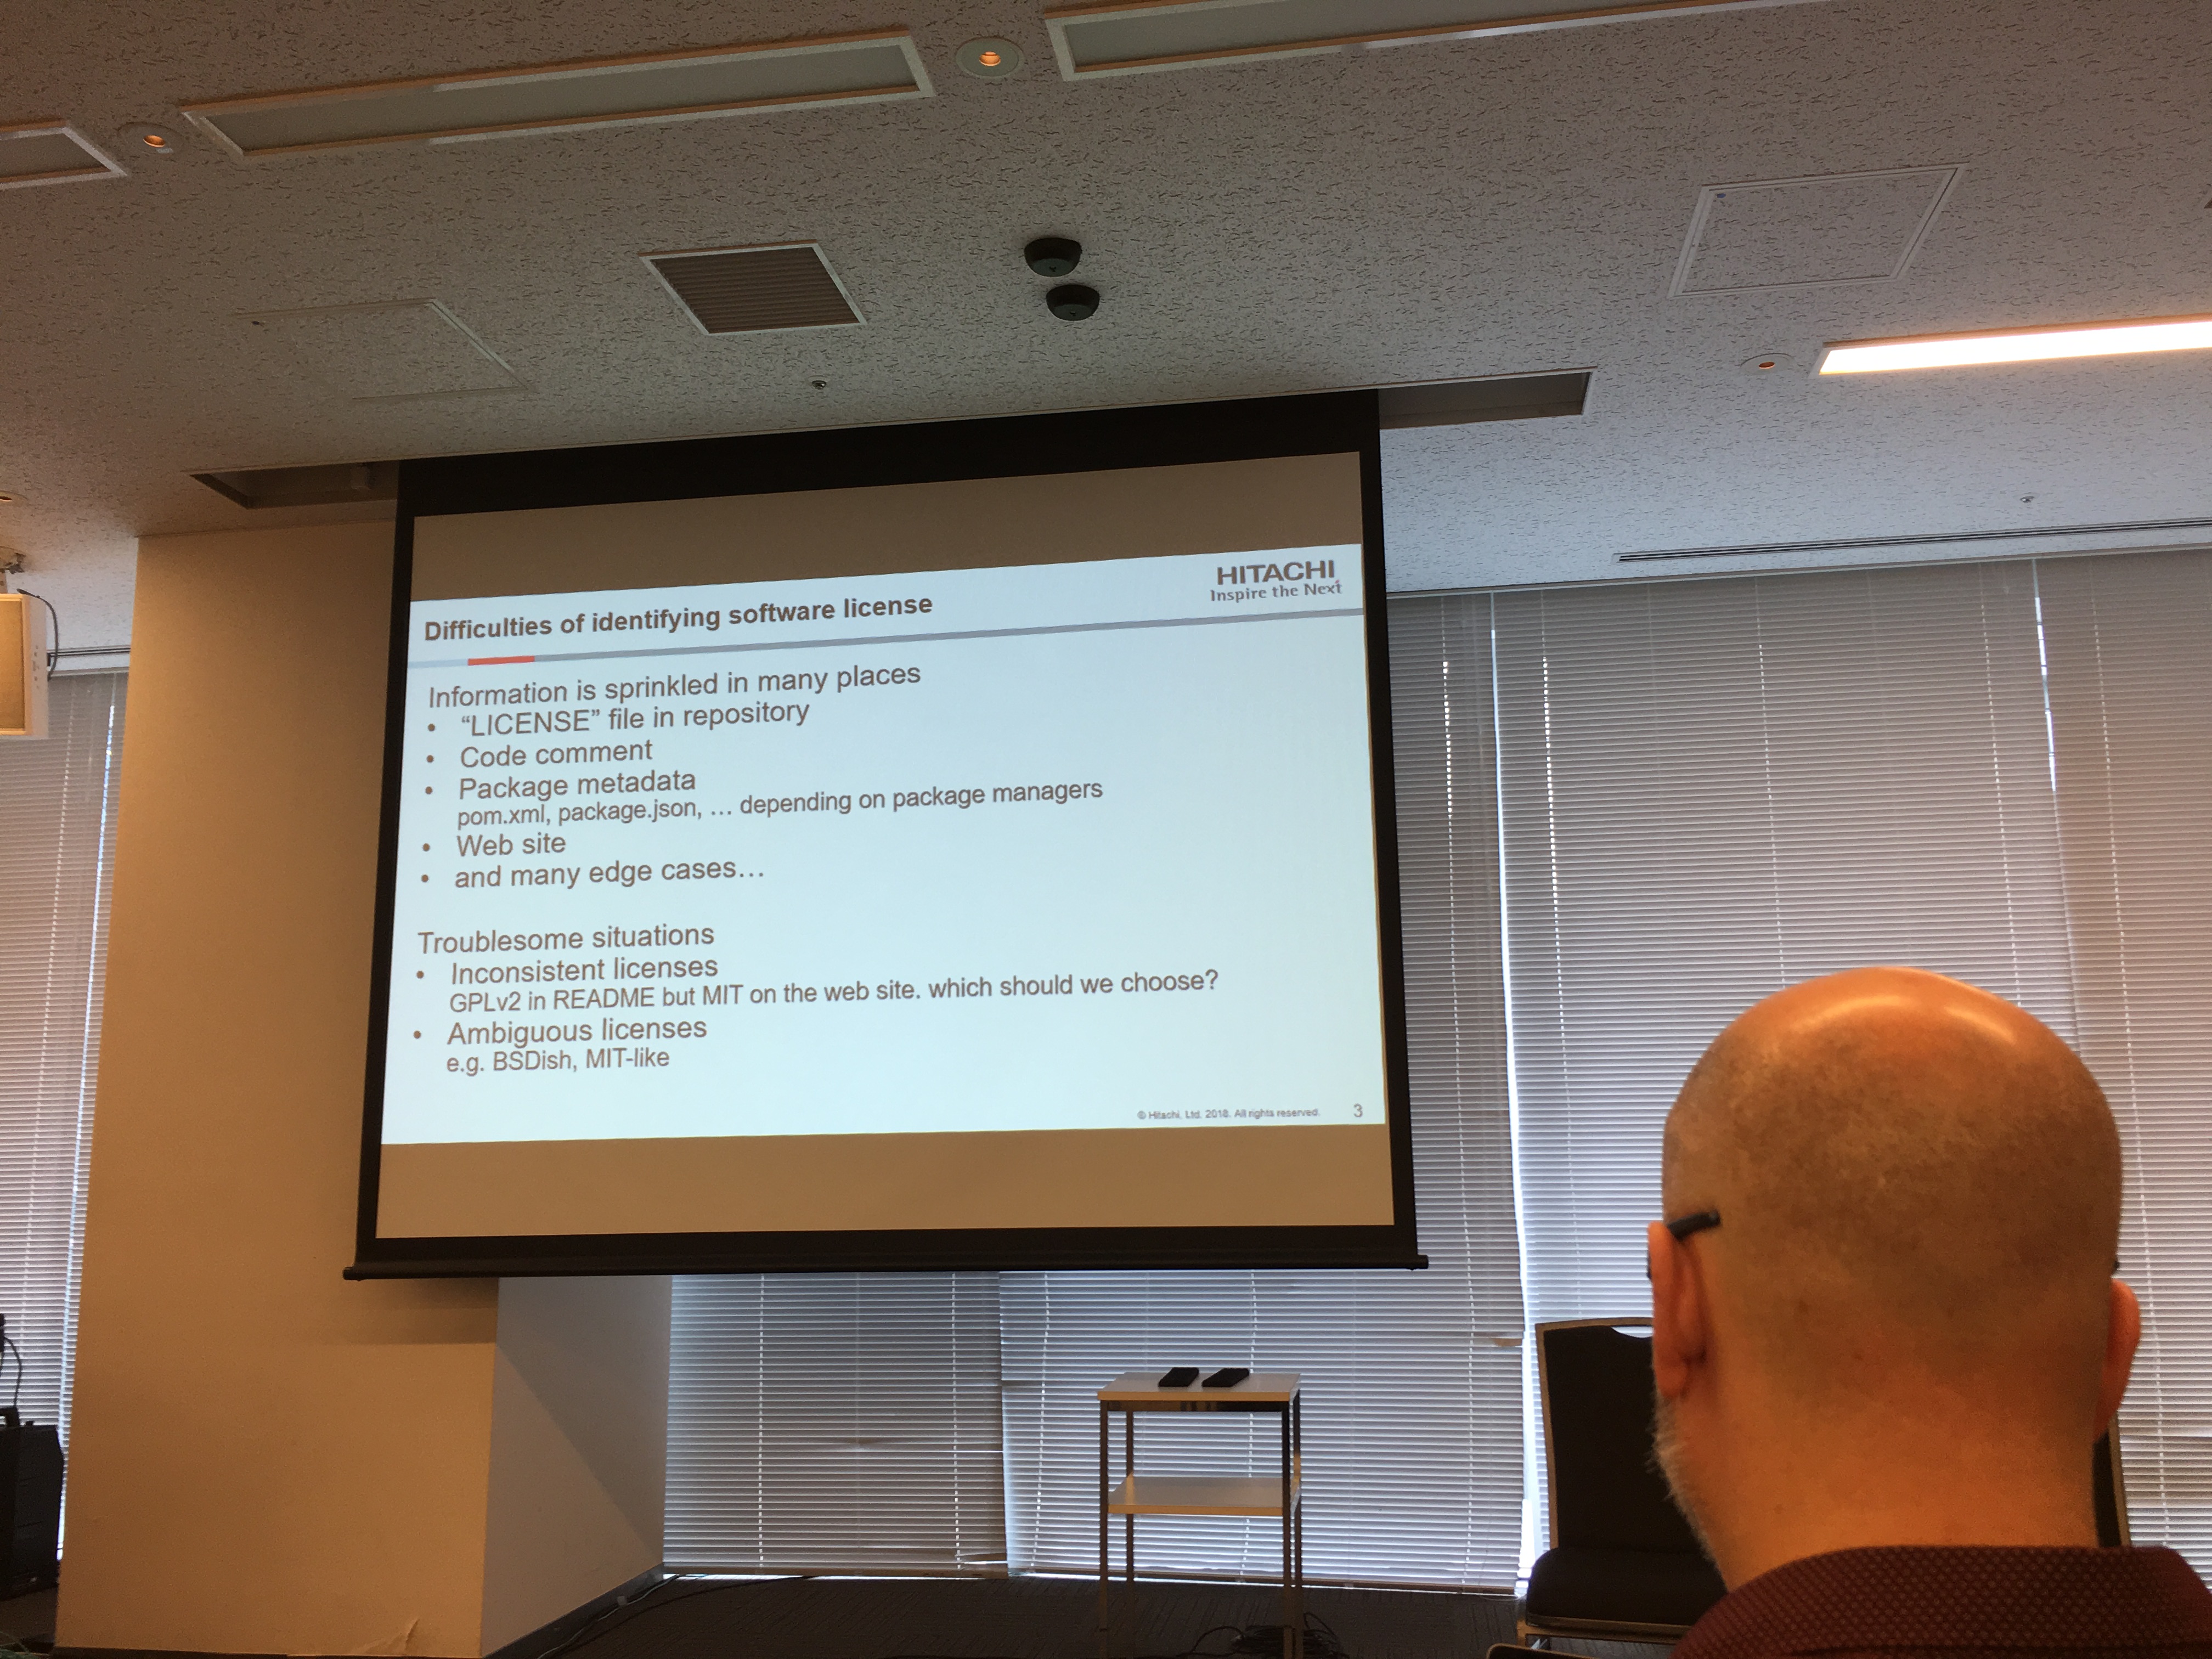 HITACHI
Inspire the Next
Difficulties of identifying software license
Information is sprinkled in many places
• “LICENSE” file in repository
• Code comment
• Package metadata
pom.xml, package.json, … depending on package managers
• Web site
• and many edge cases…
Troublesome situations
• Inconsistent licenses
GPLv2 in README but MIT on the web site. which should we choose?
• Ambiguous licenses
e.g. BSDish, MIT-like
© Hitachi, Ltd. 2018. All rights reserved. 3